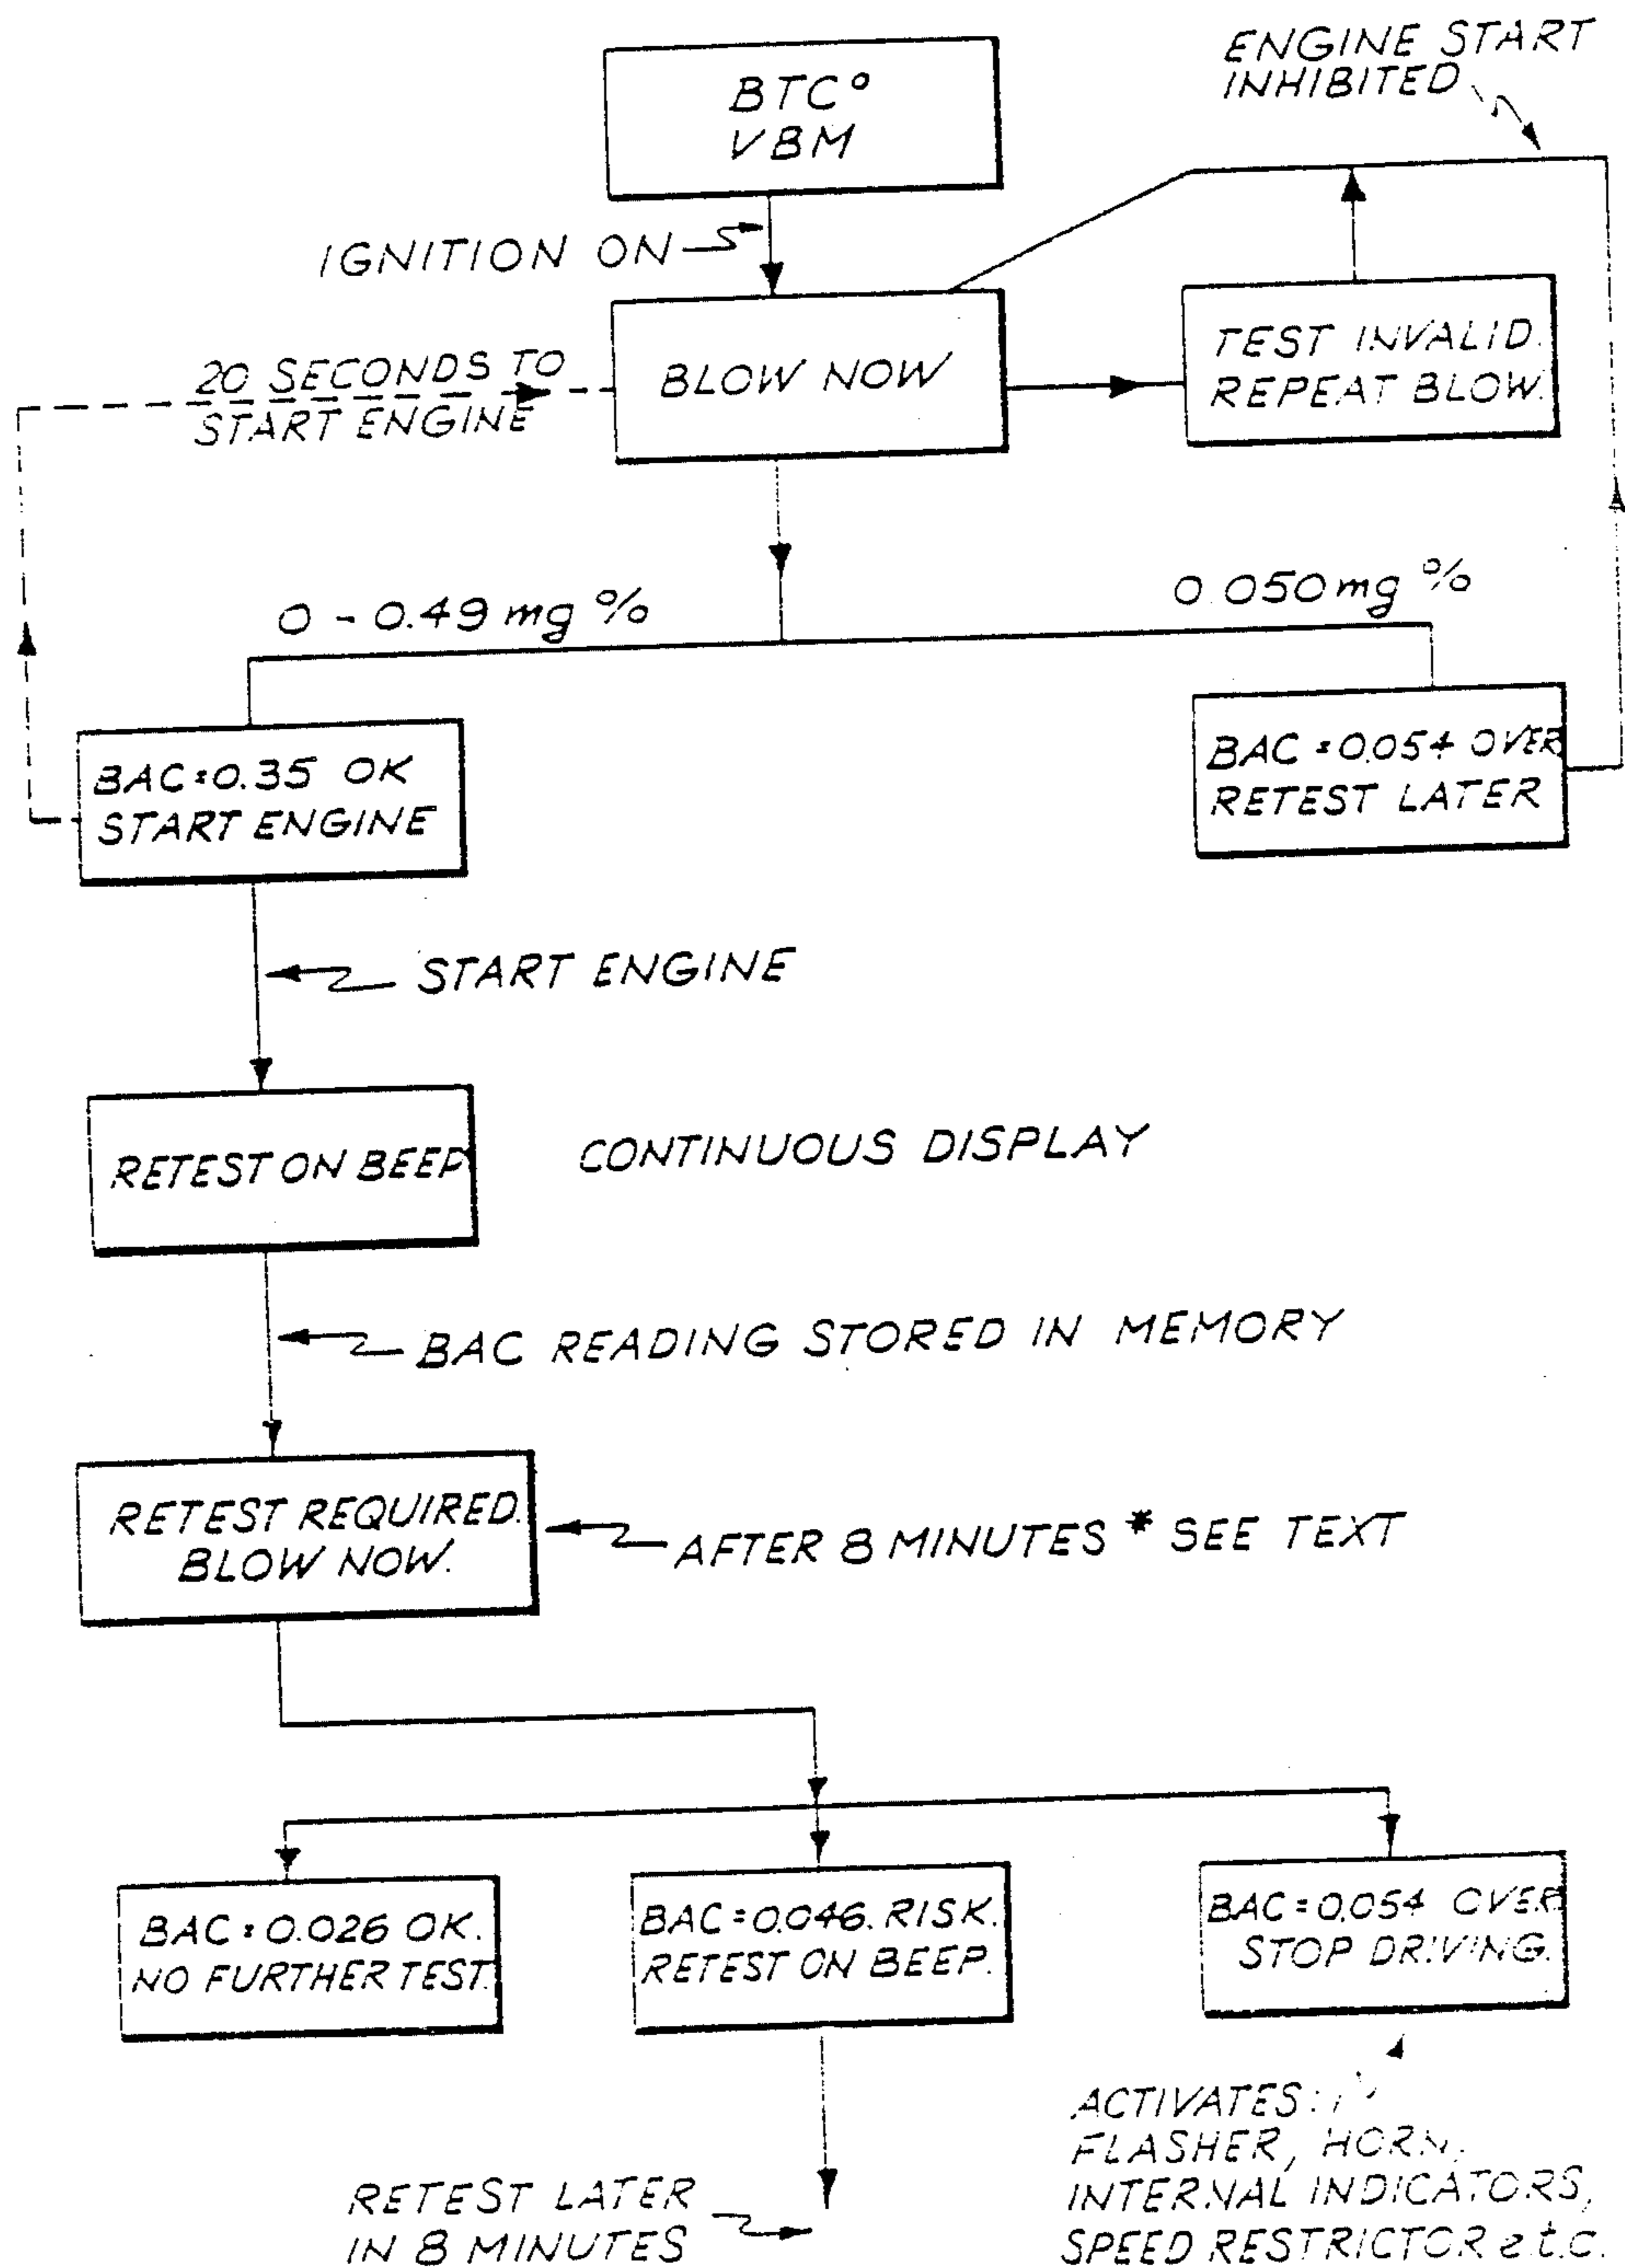 BTC°
VBM
ENGINE START
INHIBITED
IGNITION ON
20 SECONDS TO
START ENGINE
BLOW NOW
TEST INVALID.
REPEAT BLOW.
0 - 0.49 mg %
0.050 mg %
BAC=0.35 OK
START ENGINE
BAC=0.054 OVER
RETEST LATER
START ENGINE
RETEST ON BEEP
CONTINUOUS DISPLAY
BAC READING STORED IN MEMORY
RETEST REQUIRED.
BLOW NOW.
AFTER 8 MINUTES * SEE TEXT
BAC=0.026 OK.
NO FURTHER TEST.
BAC=0.046. RISK.
RETEST ON BEEP.
BAC=0.054 OVER.
STOP DRIVING.
RETEST LATER
IN 8 MINUTES
ACTIVATES:
FLASHER, HORN,
INTERNAL INDICATORS,
SPEED RESTRICTOR e.t.c.